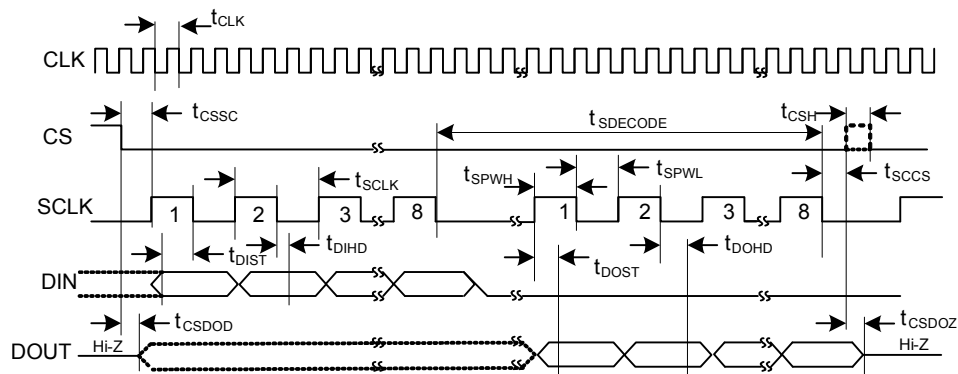 tCLK
CLK
tCSSC
tSDECODE
tCSH
CS
tSCLK
tSPWH
tSPWL
tSCCS
SCLK
1 2 3 8 1 2 3 8
tDIST
tDIHD
tDOST
tDOHD
DIN
tCSDOD
tCSDOZ
DOUT
Hi-Z
Hi-Z